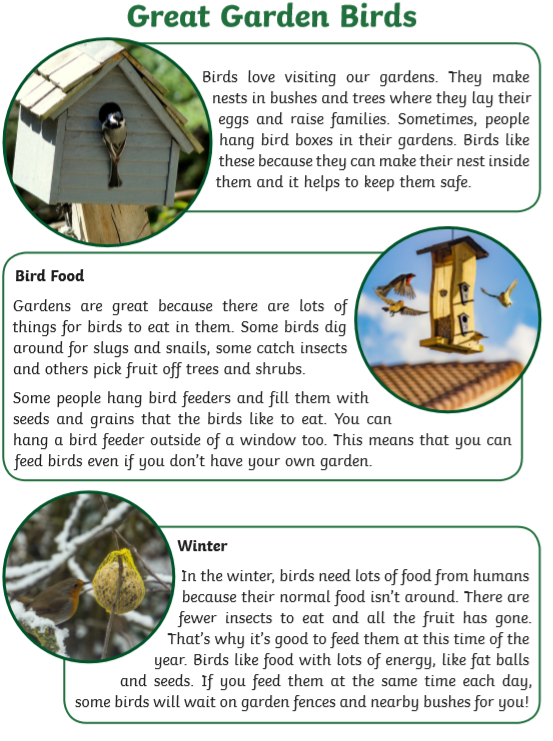 Great Garden Birds
Birds love visiting our gardens. They make
nests in bushes and trees where they lay their
eggs and raise families. Sometimes, people
hang bird boxes in their gardens. Birds like
these because they can make their nest inside
them and it helps to keep them safe.
Bird Food
Gardens are great because there are lots of
things for birds to eat in them. Some birds dig
around for slugs and snails, some catch insects
and others pick fruit off trees and shrubs.
Some people hang bird feeders and fill them with
seeds and grains that the birds like to eat. You can
hang a bird feeder outside of a window too. This means that you can
feed birds even if you don't have your own garden.
Winter
In the winter, birds need lots of food from humans
because their normal food isn't around. There are
fewer insects to eat and all the fruit has gone.
That's why it's good to feed them at this time of the
year. Birds like food with lots of energy, like fat balls
and seeds. If you feed them at the same time each day,
some birds will wait on garden fences and nearby bushes for you!